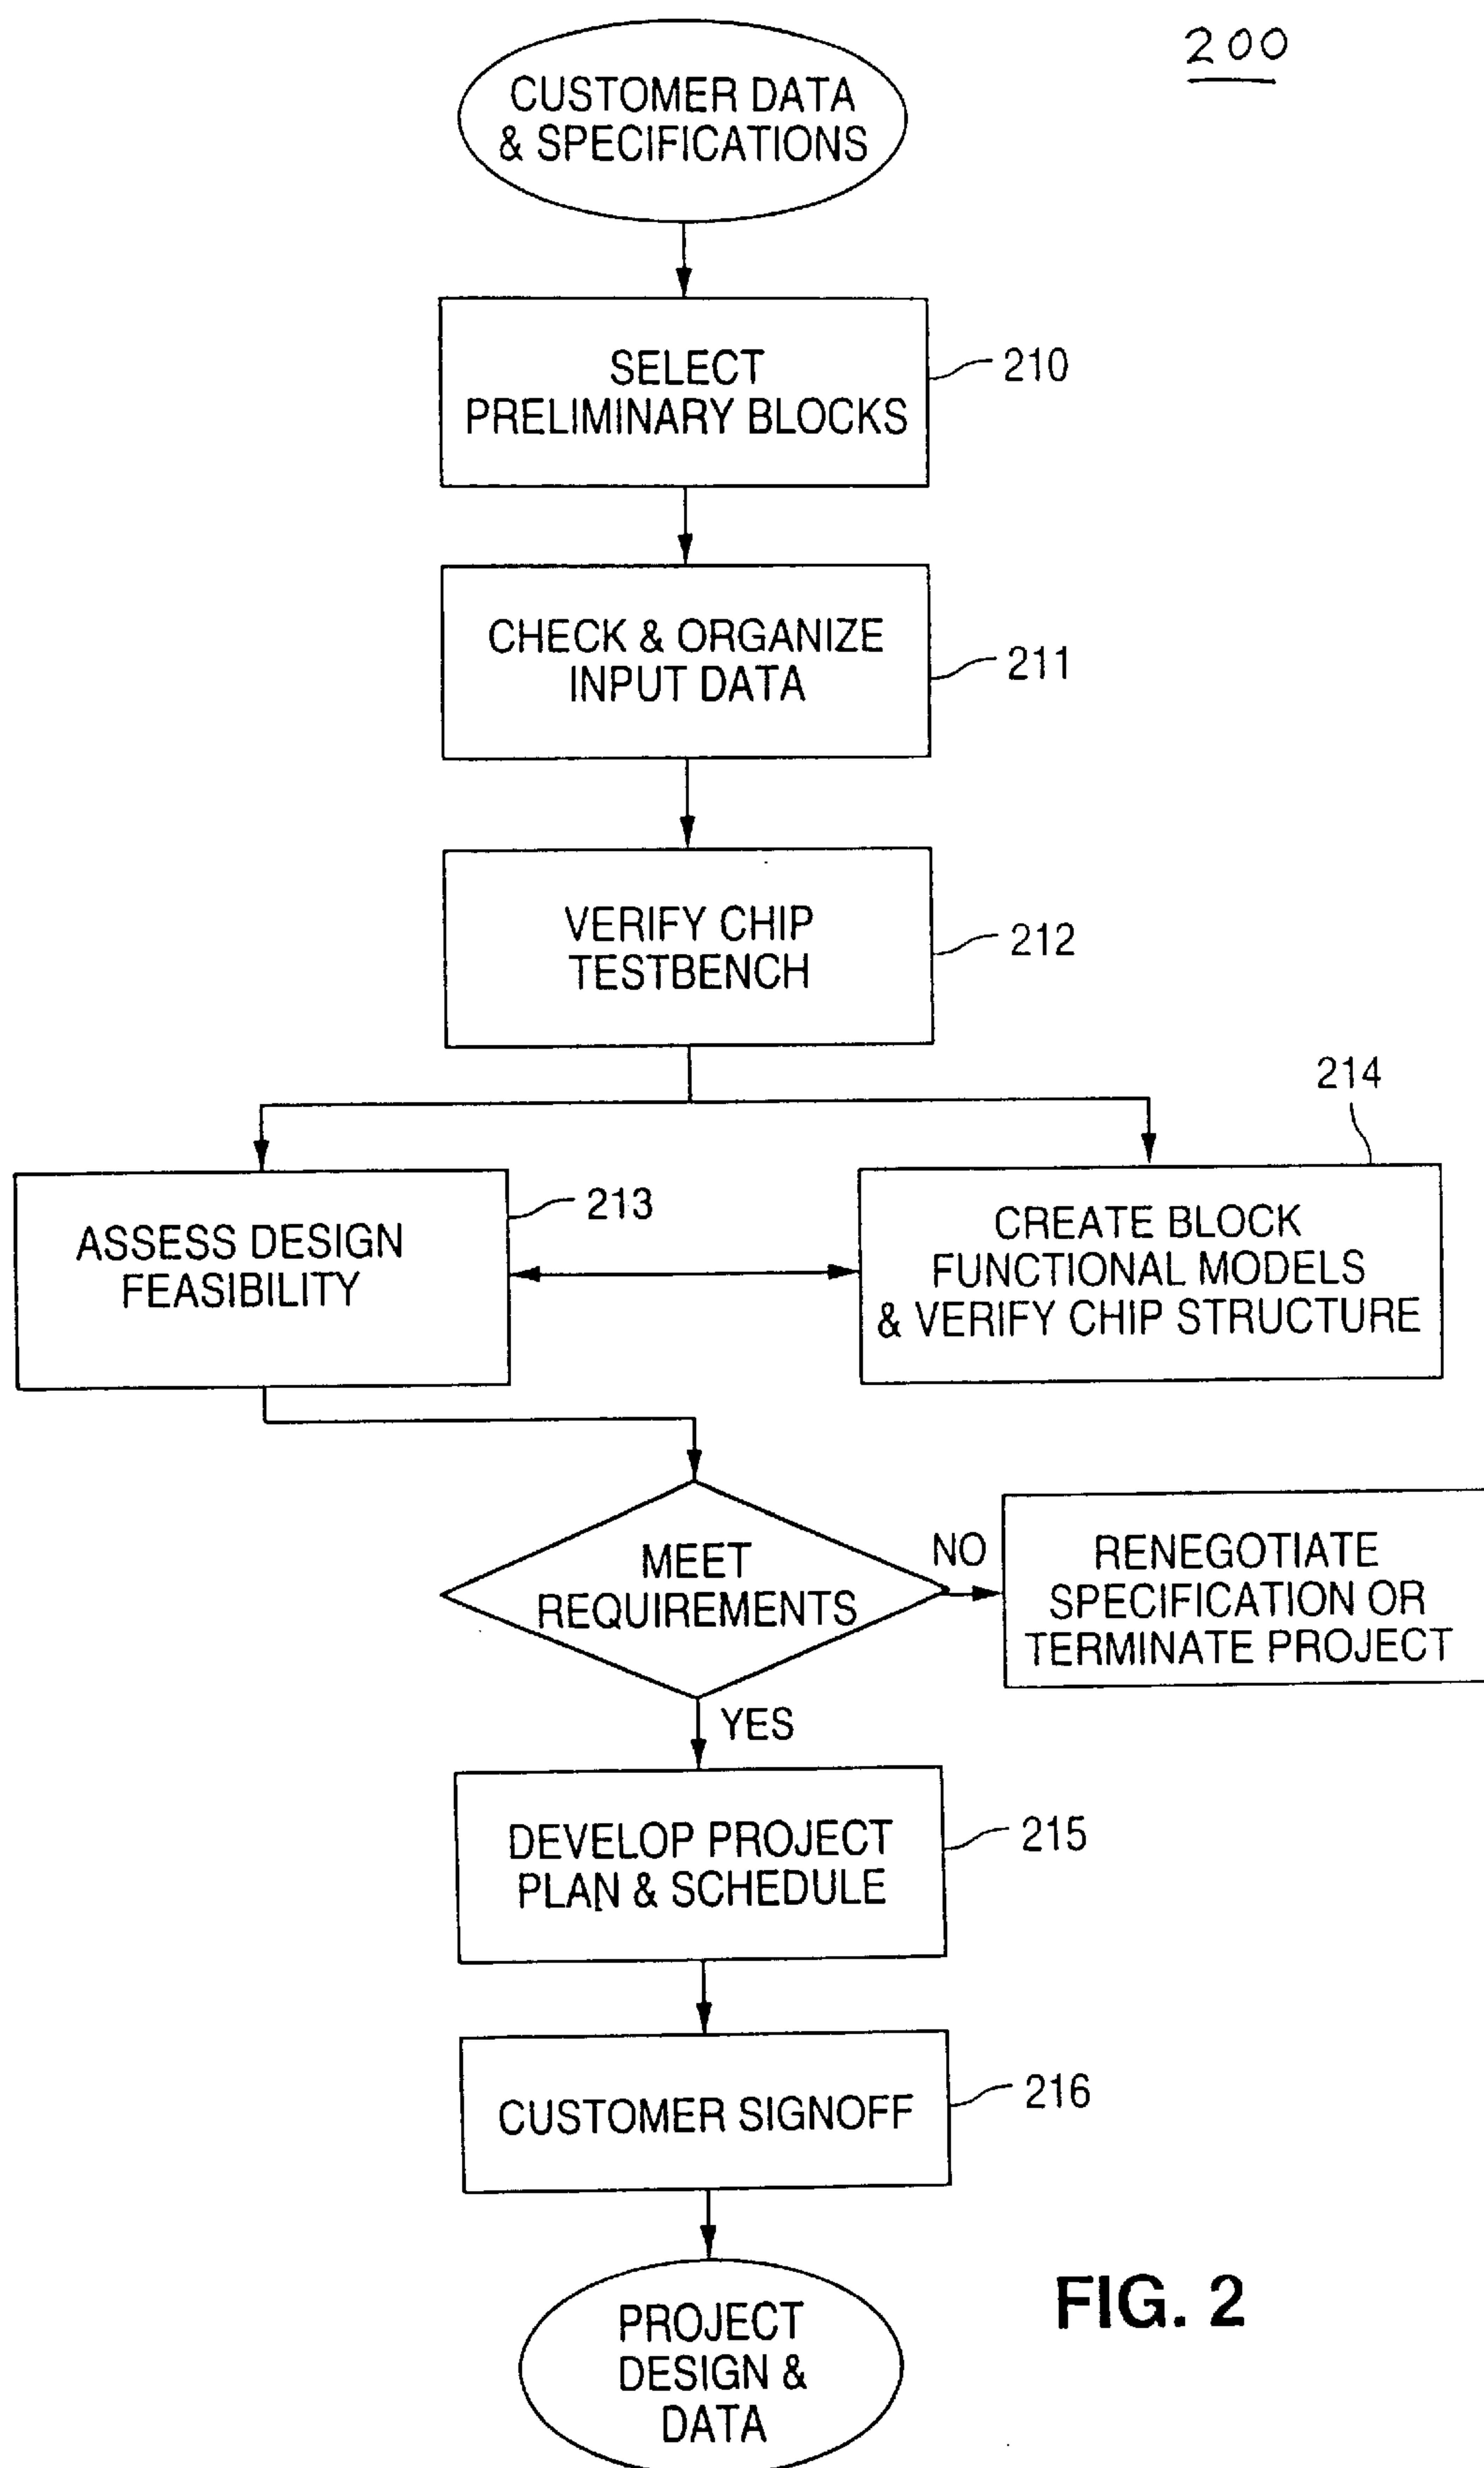 200
CUSTOMER DATA
& SPECIFICATIONS
SELECT
PRELIMINARY BLOCKS
210
CHECK & ORGANIZE
INPUT DATA
211
VERIFY CHIP
TESTBENCH
212
214
213
ASSESS DESIGN
FEASIBILITY
CREATE BLOCK
FUNCTIONAL MODELS
& VERIFY CHIP STRUCTURE
MEET
REQUIREMENTS
NO
RENEGOTIATE
SPECIFICATION OR
TERMINATE PROJECT
YES
DEVELOP PROJECT
PLAN & SCHEDULE
215
CUSTOMER SIGNOFF
216
PROJECT
DESIGN &
DATA
FIG. 2